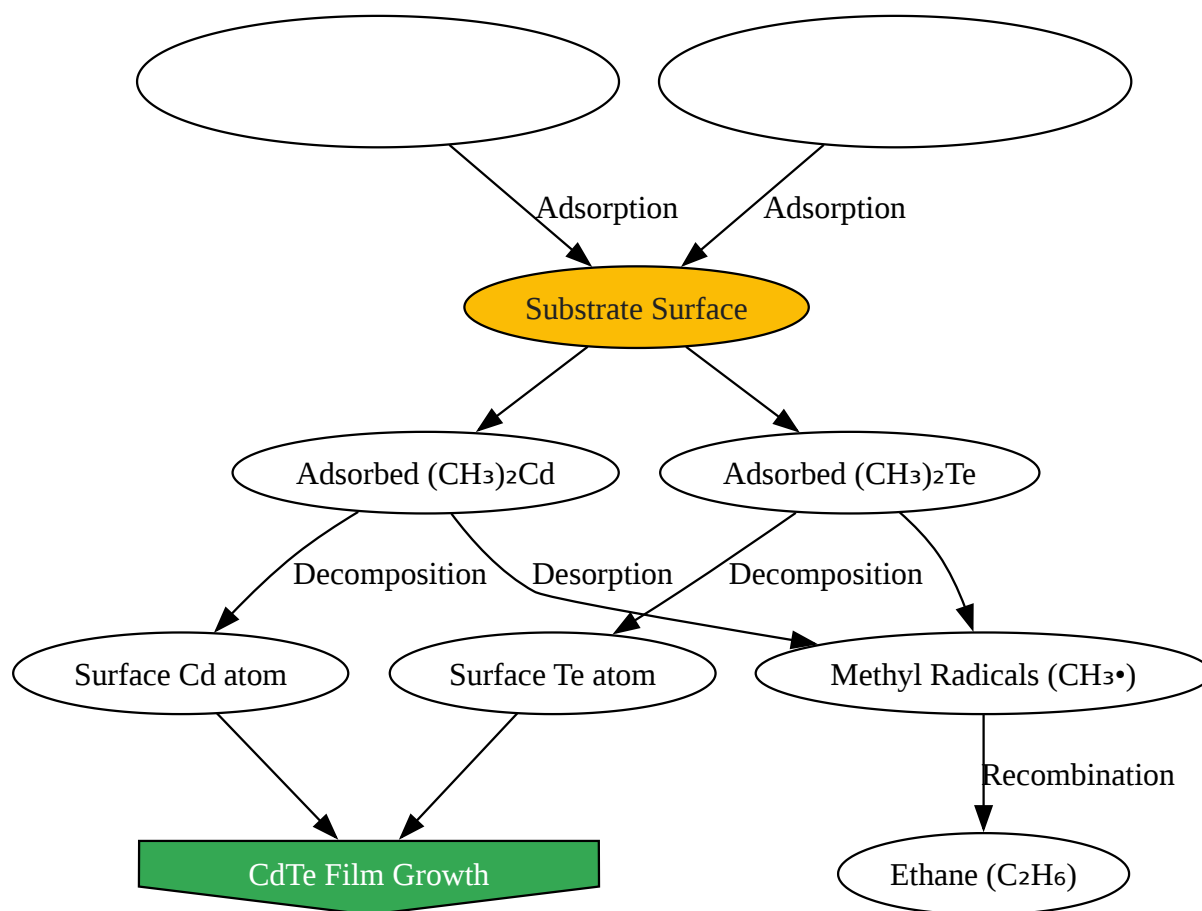 Adsorption
Adsorption
Substrate Surface
Adsorbed (CH₃)₂Cd
Adsorbed (CH₃)₂Te
Decomposition
Desorption
Decomposition
Surface Cd atom
Surface Te atom
Methyl Radicals (CH₃•)
Recombination
CdTe Film Growth
Ethane (C₂H₆)